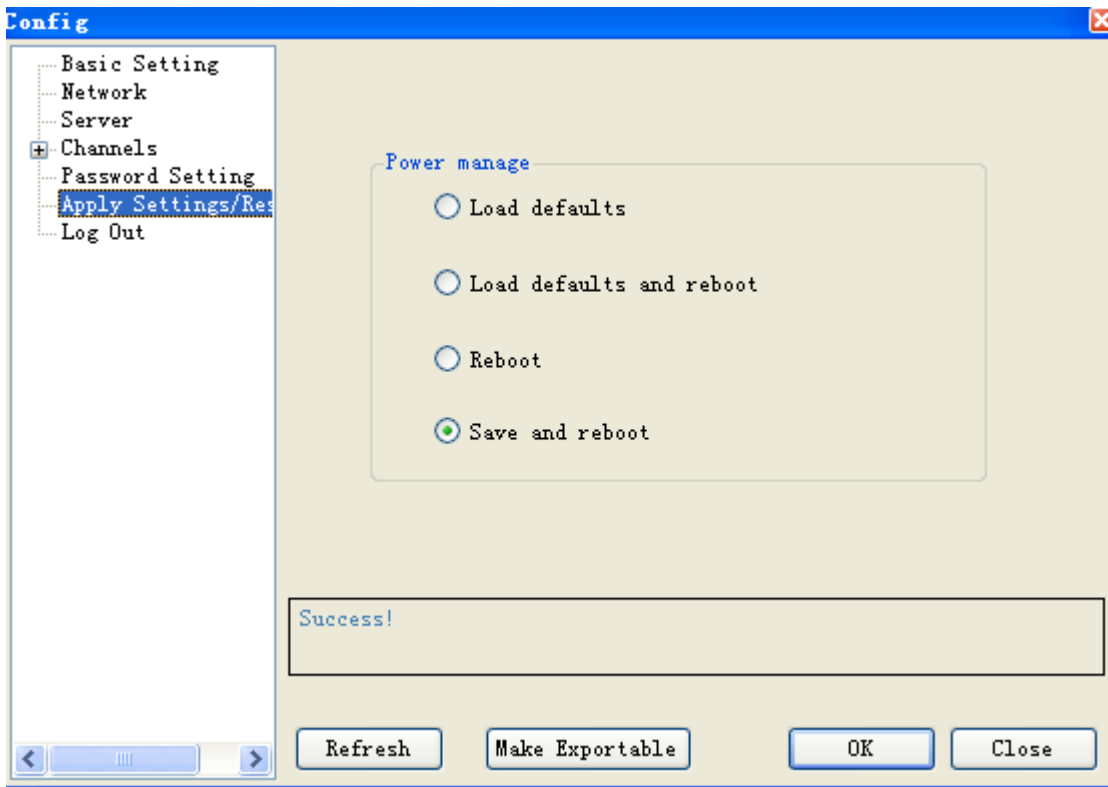 Config
Basic Setting
Network
Server
Channels
Password Setting
Apply Settings/Res
Log Out
Power manage
Load defaults
Load defaults and reboot
Reboot
Save and reboot
Success!
Refresh
Make Exportable
OK
Close